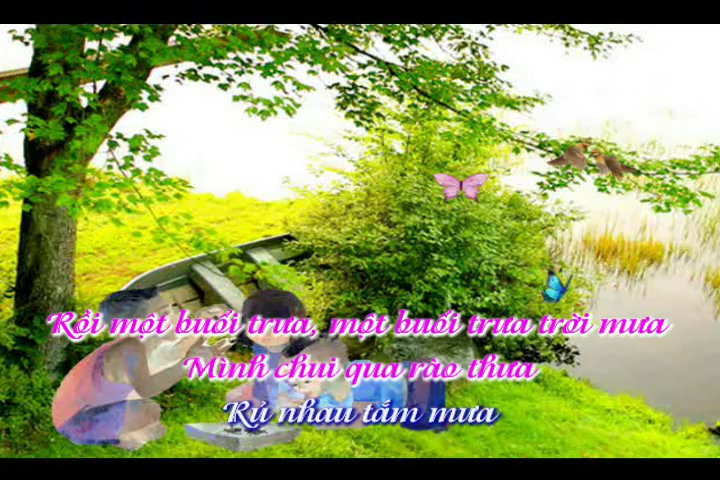 Rồi một buổi trưa, một buổi trưa trời mưa
Mình chui qua rào thưa
Rủ nhau tắm mưa